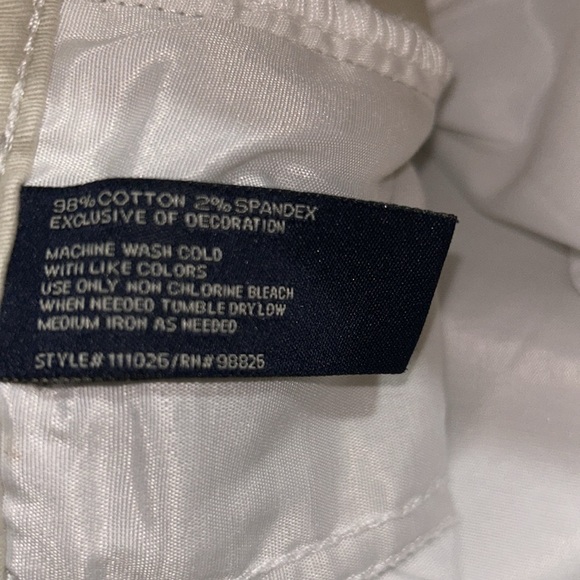 98% COTTON 2% SPANDEX
EXCLUSIVE OF DECORATION
MACHINE WASH COLD
WITH LIKE COLORS
USE ONLY NON CHLORINE BLEACH
WHEN NEEDED TUMBLE DRY LOW
MEDIUM IRON AS NEEDED
STYLE# 111026/RN# 98825